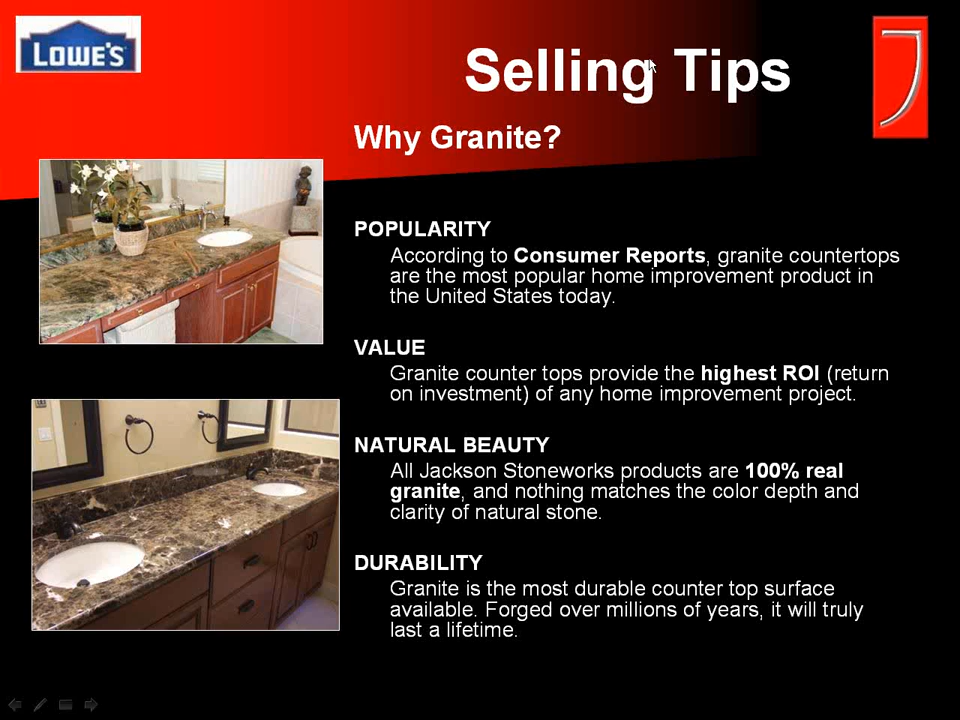 LOWE'S
Selling Tips
Why Granite?
POPULARITY
According to Consumer Reports, granite countertops
are the most popular home improvement product in
the United States today.
VALUE
Granite counter tops provide the highest ROI (return
on investment) of any home improvement project.
NATURAL BEAUTY
All Jackson Stoneworks products are 100% real
granite, and nothing matches the color depth and
clarity of natural stone.
DURABILITY
Granite is the most durable counter top surface
available. Forged over millions of years, it will truly
last a lifetime.